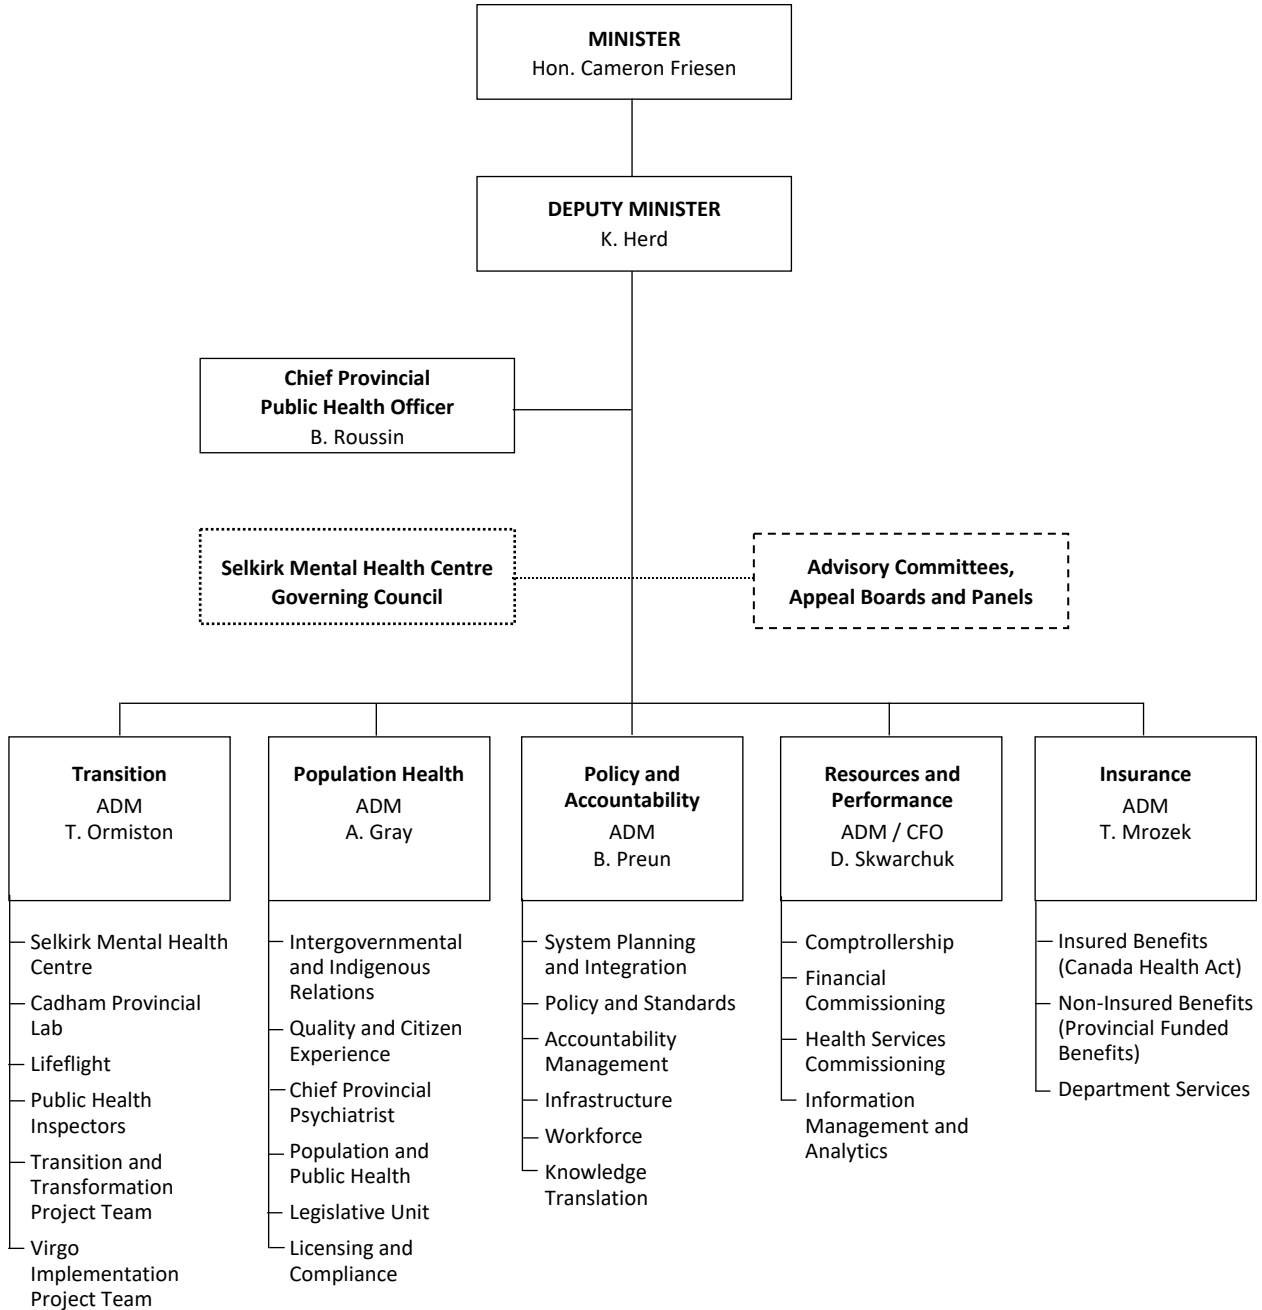 MINISTER
Hon. Cameron Friesen
DEPUTY MINISTER
K. Herd
Chief Provincial
Public Health Officer
B. Roussin
Selkirk Mental Health Centre
Governing Council
Advisory Committees,
Appeal Boards and Panels
Transition
ADM
T. Ormiston
Selkirk Mental Health
Centre
Cadham Provincial
Lab
Lifeflight
Public Health
Inspectors
Transition and
Transformation
Project Team
Virgo
Implementation
Project Team
Population Health
ADM
A. Gray
Intergovernmental
and Indigenous
Relations
Quality and Citizen
Experience
Chief Provincial
Psychiatrist
Population and
Public Health
Legislative Unit
Licensing and
Compliance
Policy and
Accountability
ADM
B. Preun
System Planning
and Integration
Policy and Standards
Accountability
Management
Infrastructure
Workforce
Knowledge
Translation
Resources and
Performance
ADM / CFO
D. Skwarchuk
Comptrollership
Financial
Commissioning
Health Services
Commissioning
Information
Management and
Analytics
Insurance
ADM
T. Mrozek
Insured Benefits
(Canada Health Act)
Non-Insured Benefits
(Provincial Funded
Benefits)
Department Services